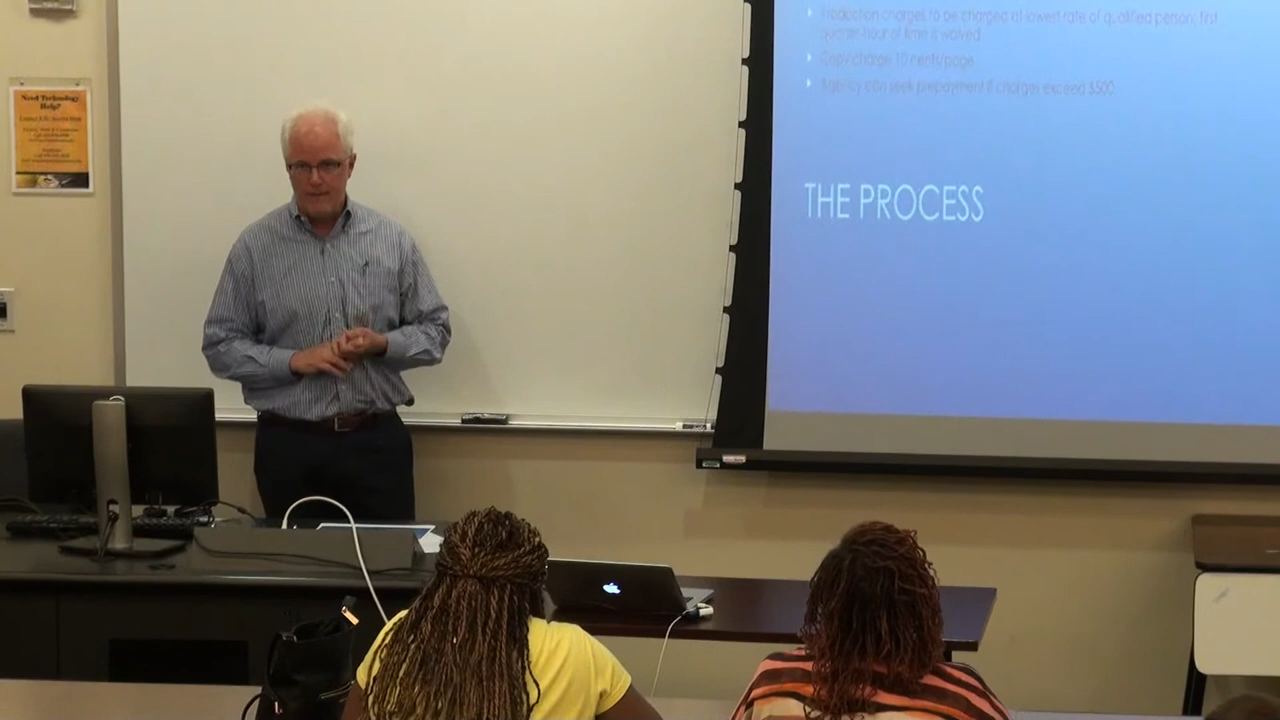 Need Technology
Help?
Production charges to be charged at lowest rate of qualified person; first
quarter hour of time is waived
Copy charge 10 cents/page
Agency can seek prepayment if charges exceed $500
THE PROCESS